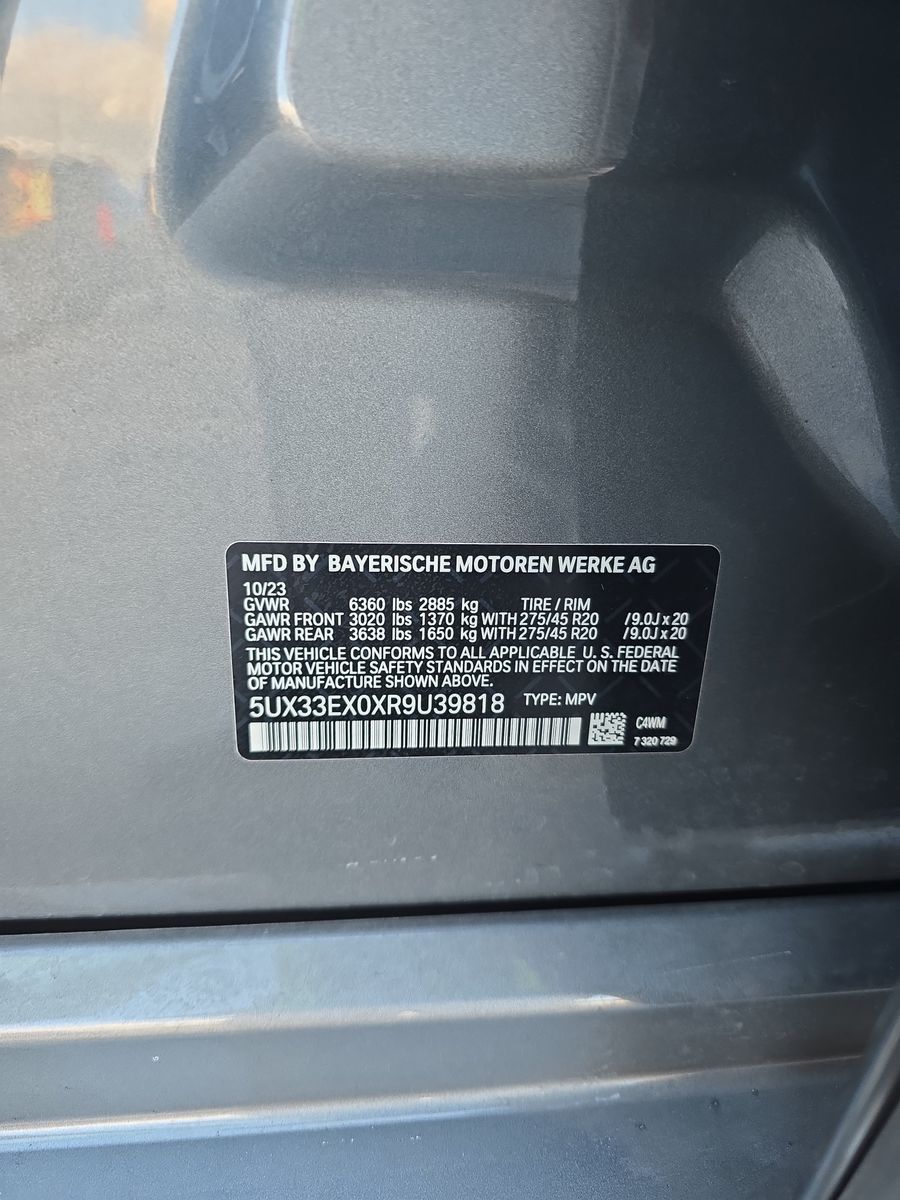 MFD BY BAYERISCHE MOTOREN WERKE AG
10/23
GVWR 6360 lbs 2885 kg TIRE / RIM
GAWR FRONT 3020 lbs 1370 kg WITH 275/45 R20 /9.0J x 20
GAWR REAR 3638 lbs 1650 kg WITH 275/45 R20 /9.0J x 20
THIS VEHICLE CONFORMS TO ALL APPLICABLE U. S. FEDERAL
MOTOR VEHICLE SAFETY STANDARDS IN EFFECT ON THE DATE
OF MANUFACTURE SHOWN ABOVE.
5UX33EX0XR9U39818 TYPE: MPV
C4WM
7 320 729